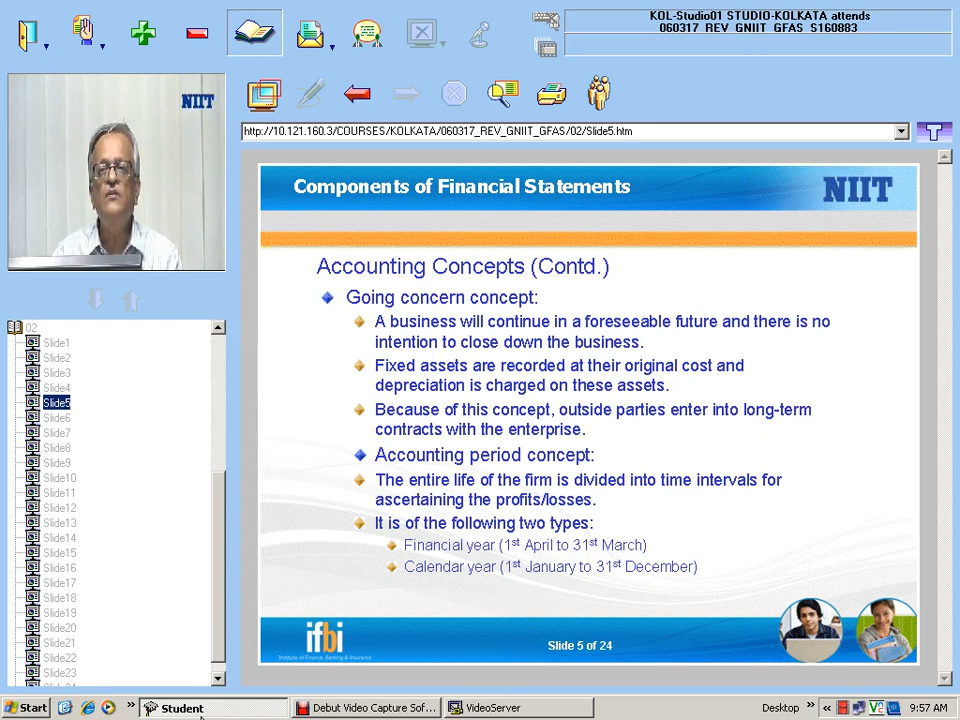 KOL-Studio01 STUDIO-KOLKATA attends
060317_REV_GNIIT_GFAS_S160883
NIIT
http://10.121.160.3/COURSES/KOLKATA/060317_REV_GNIIT_GFAS/02/Slide5.htm
T
Components of Financial Statements
NIIT
Accounting Concepts (Contd.)
Going concern concept:
A business will continue in a foreseeable future and there is no
intention to close down the business.
Fixed assets are recorded at their original cost and
depreciation is charged on these assets.
Because of this concept, outside parties enter into long-term
contracts with the enterprise.
Accounting period concept:
The entire life of the firm is divided into time intervals for
ascertaining the profits/losses.
It is of the following two types:
Financial year (1st April to 31st March)
Calendar year (1st January to 31st December)
ifbi
Institute of Finance, Banking & Insurance
Slide 5 of 24
02
Slide1
Slide2
Slide3
Slide4
Slide5
Slide6
Slide7
Slide8
Slide9
Slide10
Slide11
Slide12
Slide13
Slide14
Slide15
Slide16
Slide17
Slide18
Slide19
Slide20
Slide21
Slide22
Slide23
Start
Student
Debut Video Capture Sof...
VideoServer
Desktop
9:57 AM